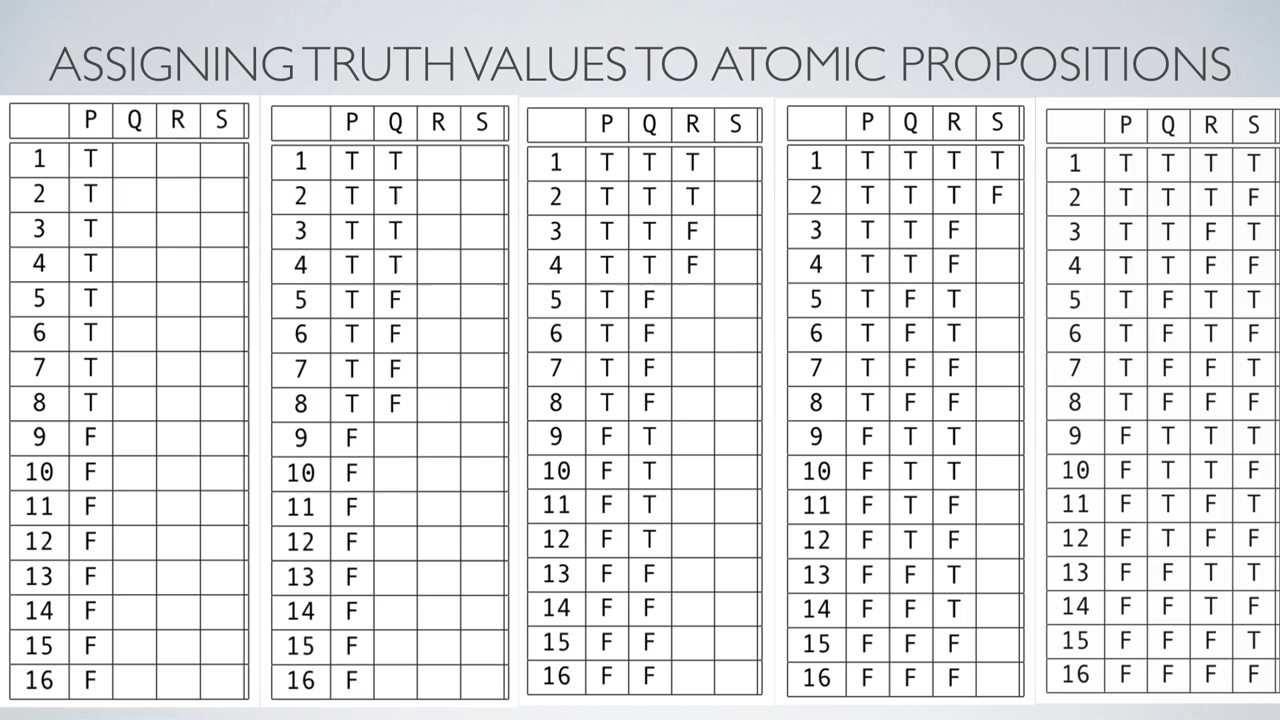 ASSIGNING TRUTH VALUES TO ATOMIC PROPOSITIONS
P Q R S
1 T
2 T
3 T
4 T
5 T
6 T
7 T
8 T
9 F
10 F
11 F
12 F
13 F
14 F
15 F
16 F
P Q R S
1 T T
2 T T
3 T T
4 T T
5 T F
6 T F
7 T F
8 T F
9 F
10 F
11 F
12 F
13 F
14 F
15 F
16 F
P Q R S
1 T T T
2 T T T
3 T T F
4 T T F
5 T F
6 T F
7 T F
8 T F
9 F T
10 F T
11 F T
12 F T
13 F F
14 F F
15 F F
16 F F
P Q R S
1 T T T T
2 T T T F
3 T T F
4 T T F
5 T F T
6 T F T
7 T F F
8 T F F
9 F T T
10 F T T
11 F T F
12 F T F
13 F F T
14 F F T
15 F F F
16 F F F
P Q R S
1 T T T T
2 T T T F
3 T T F T
4 T T F F
5 T F T T
6 T F T F
7 T F F T
8 T F F F
9 F T T T
10 F T T F
11 F T F T
12 F T F F
13 F F T T
14 F F T F
15 F F F T
16 F F F F